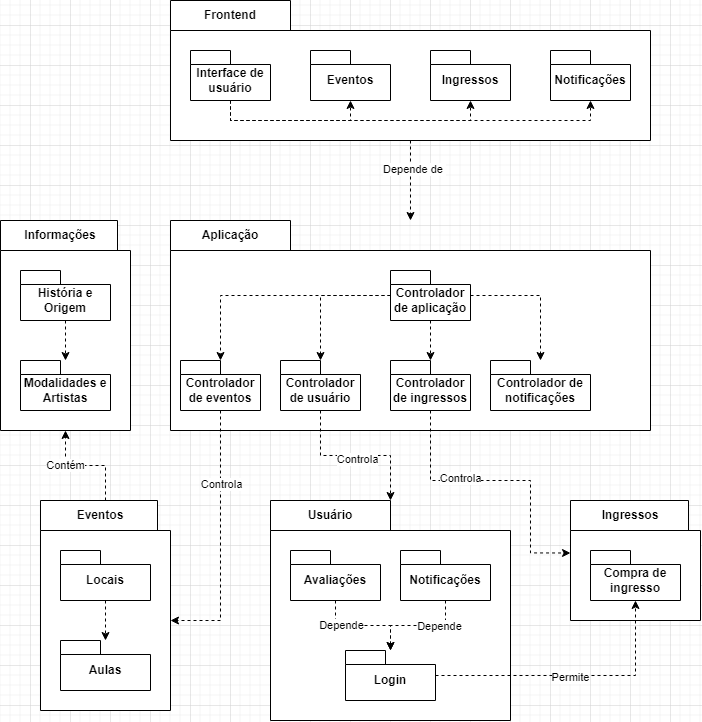 Frontend
Interface de
usuário
Eventos
Ingressos
Notificações
Depende de
Informações
História e
Origem
Modalidades e
Artistas
Aplicação
Controlador
de aplicação
Controlador
de eventos
Controlador
de usuário
Controlador
de ingressos
Controlador de
notificações
Contém
Controla
Controla
Controla
Eventos
Locais
Aulas
Usuário
Avaliações
Notificações
Depende
Depende
Login
Permite
Ingressos
Compra de
ingresso